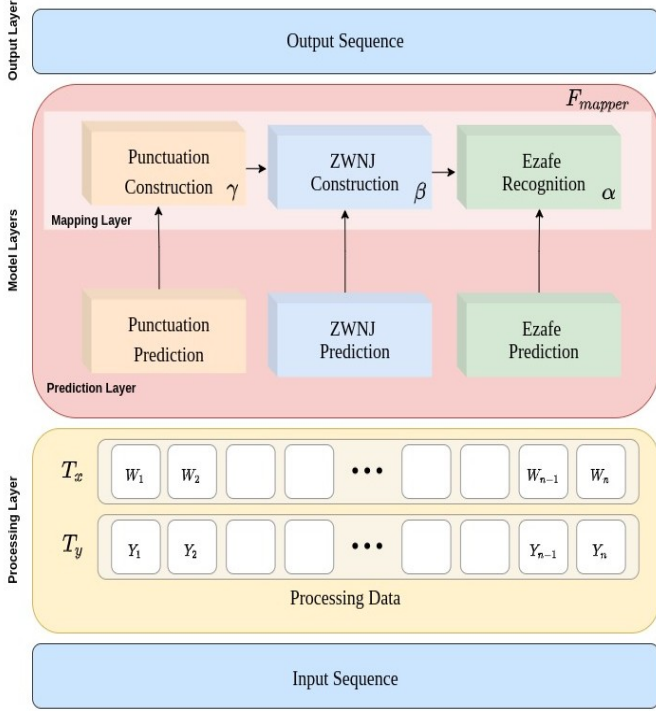 Output Layer
Output Sequence
Model Layers
F_mapper
Punctuation
Construction γ
ZWNJ
Construction β
Ezafe
Recognition α
Mapping Layer
Punctuation
Prediction
ZWNJ
Prediction
Ezafe
Prediction
Prediction Layer
Processing Layer
T_x W_1 W_2 ••• W_{n-1} W_n
T_y Y_1 Y_2 ••• Y_{n-1} Y_n
Processing Data
Input Sequence